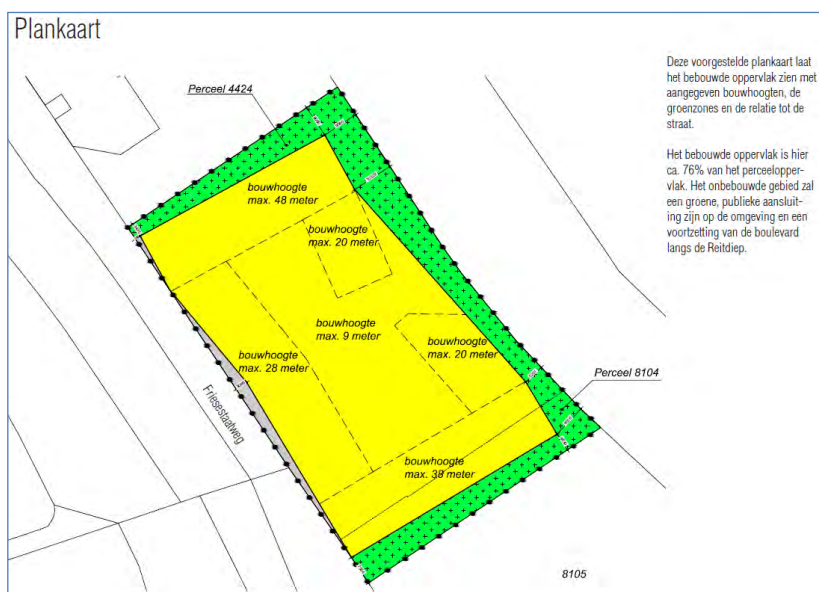 Plankaart
Deze voorgestelde plankaart laat
het bebouwde oppervlak zien met
aangegeven bouwhoogten, de
groenzones en de relatie tot de
straat.
Het bebouwde oppervlak is hier
ca. 76% van het perceelopper-
vlak. Het onbebouwde gebied zal
een groene, publieke aansluit-
ing zijn op de omgeving en een
voortzetting van de boulevard
langs de Reitdiep.
Perceel 4424
bouwhoogte
max. 48 meter
bouwhoogte
max. 20 meter
bouwhoogte
max. 9 meter
bouwhoogte
max. 20 meter
bouwhoogte
max. 28 meter
Perceel 8104
Friesestraatweg
bouwhoogte
max. 38 meter
8105